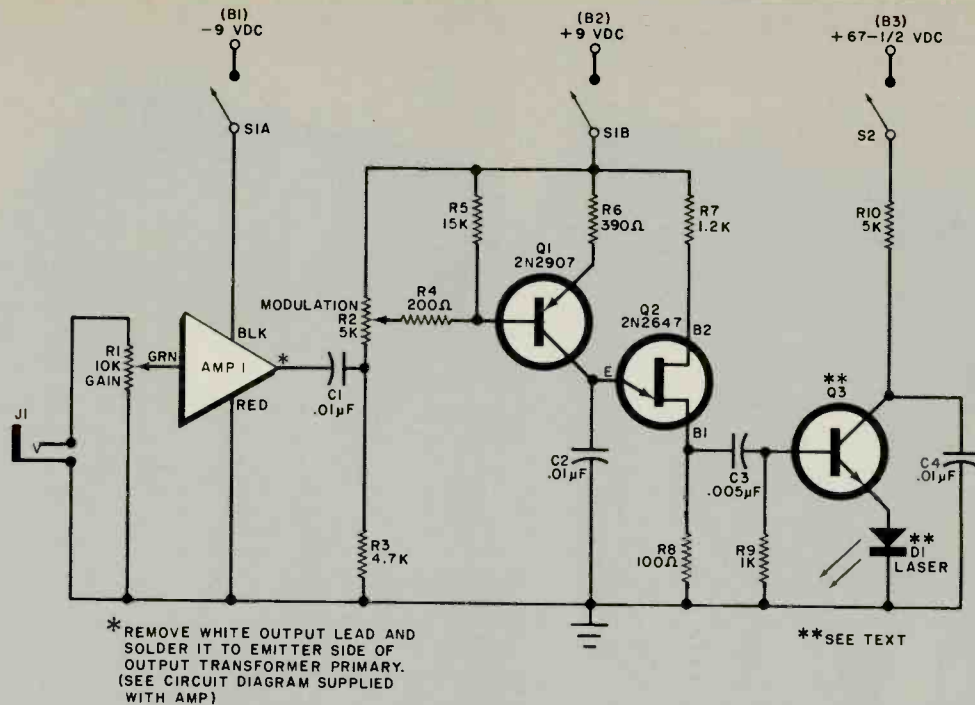 (B1)
-9 VDC
(B2)
+9 VDC
(B3)
+67-1/2 VDC
S1A
S1B
S2
R5
15K
R6
390Ω
R7
1.2K
R10
5K
Q1
2N2907
MODULATION
R2
5K
R4
200Ω
Q2
2N2647
B2
R1
10K
GAIN
GRN
BLK
AMP 1
*
RED
C1
.01µF
E
B1
**
Q3
J1
V
C2
.01µF
C3
.005µF
C4
.01µF
R3
4.7K
R8
100Ω
R9
1K
**
D1
LASER
* REMOVE WHITE OUTPUT LEAD AND
SOLDER IT TO EMITTER SIDE OF
OUTPUT TRANSFORMER PRIMARY.
(SEE CIRCUIT DIAGRAM SUPPLIED
WITH AMP)
**SEE TEXT